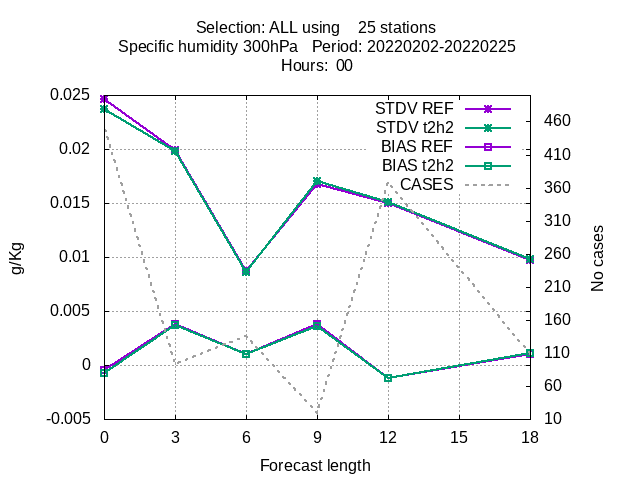 Selection: ALL using    25 stations
Specific humidity 300hPa   Period: 20220202-20220225
Hours:  00
STDV REF
STDV t2h2
BIAS REF
BIAS t2h2
CASES
0.025
0.02
0.015
0.01
0.005
0
-0.005
g/Kg
460
410
360
310
260
210
160
110
60
10
No cases
0 3 6 9 12 15 18
Forecast length